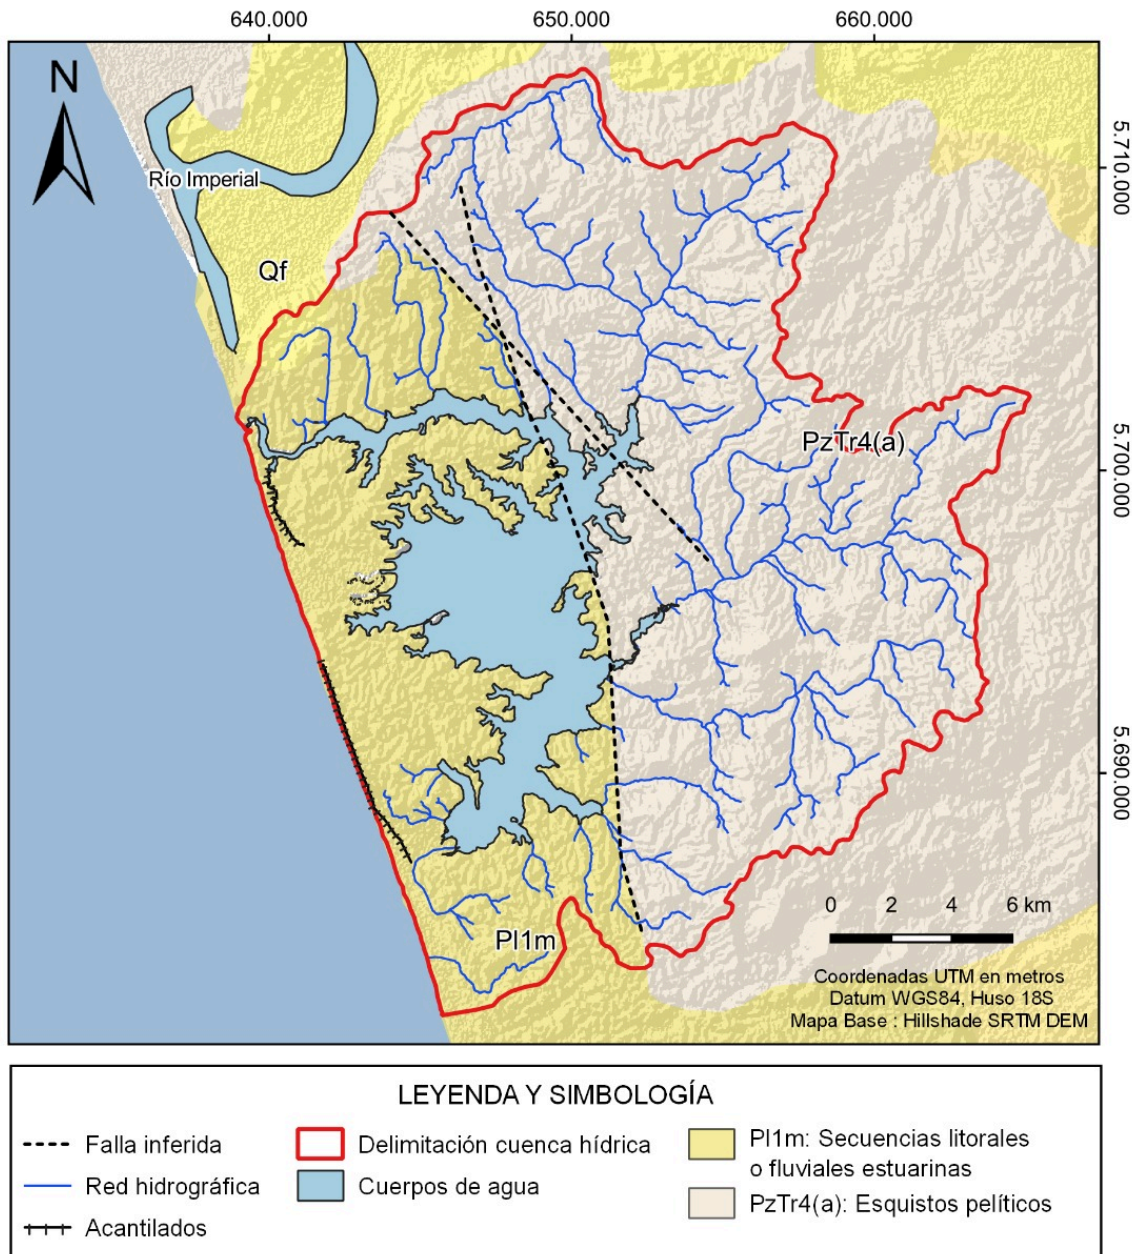 640.000
650.000
660.000
N
5.710.000
Río Imperial
Qf
PzTr4(a)
5.700.000
5.690.000
0 2 4 6 km
Pl1m
Coordenadas UTM en metros
Datum WGS84, Huso 18S
Mapa Base : Hillshade SRTM DEM
LEYENDA Y SIMBOLOGÍA
Falla inferida
Red hidrográfica
Acantilados
Delimitación cuenca hídrica
Cuerpos de agua
Pl1m: Secuencias litorales
o fluviales estuarinas
PzTr4(a): Esquistos pelíticos